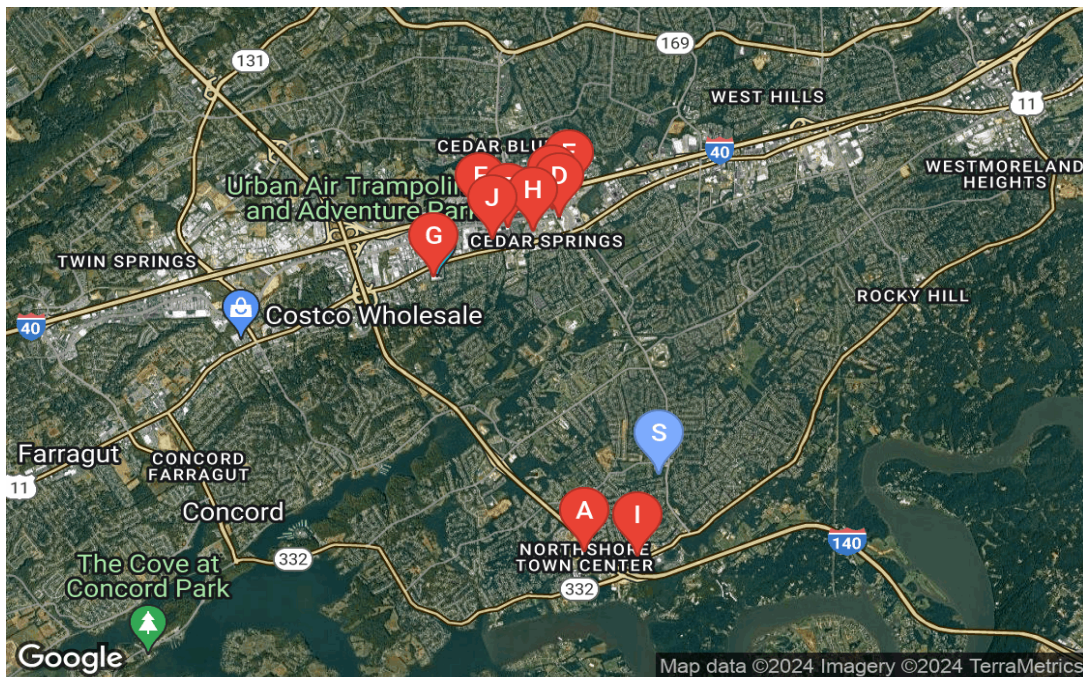 169
131
WEST HILLS
11
CEDAR BLU
40
F
E
D
WESTMORELAND
HEIGHTS
Urban Air Trampolin
and Adventure Park
J
H
CEDAR SPRINGS
G
TWIN SPRINGS
ROCKY HILL
Costco Wholesale
40
S
Farragut
CONCORD
FARRAGUT
11
Concord
A
I
NORTHSHORE
TOWN CENTER
140
332
332
The Cove at
Concord Park
Google
Map data ©2024 Imagery ©2024 TerraMetrics